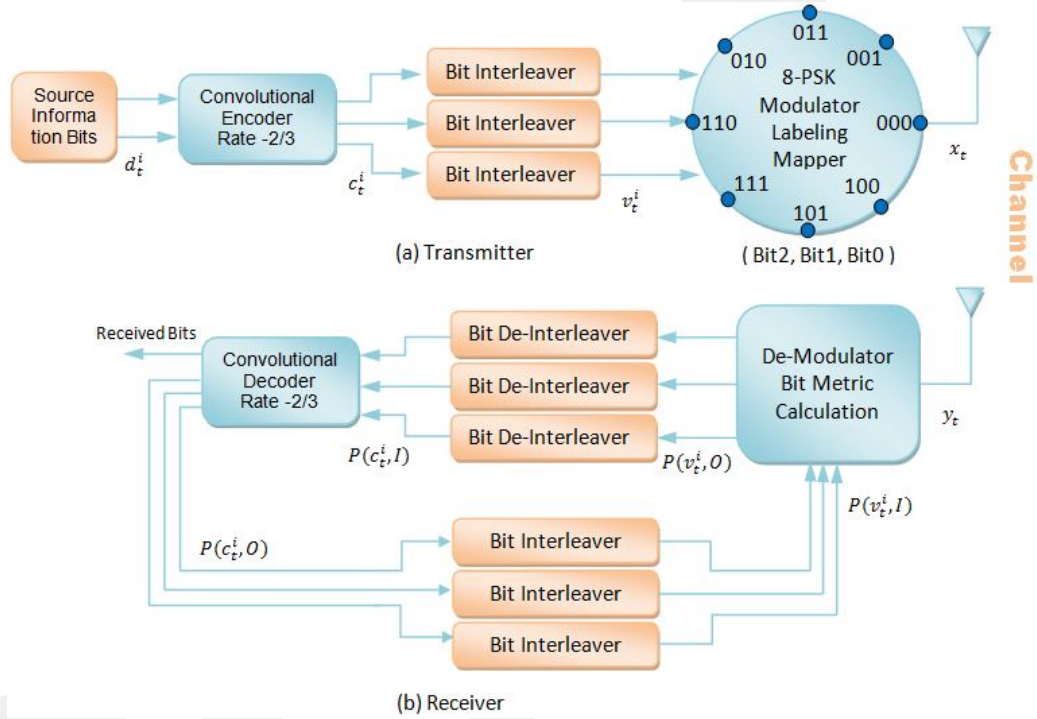 Source
Informa
tion Bits
d_t^i
Convolutional
Encoder
Rate -2/3
c_t^i
Bit Interleaver
Bit Interleaver
Bit Interleaver
v_t^i
011
010
001
8-PSK
Modulator
Labeling
Mapper
110
000
111
100
101
x_t
(a) Transmitter
( Bit2, Bit1, Bit0 )
Channel
Received Bits
Convolutional
Decoder
Rate -2/3
Bit De-Interleaver
Bit De-Interleaver
Bit De-Interleaver
De-Modulator
Bit Metric
Calculation
y_t
P(c_t^i,I)
P(v_t^i,O)
P(v_t^i,I)
P(c_t^i,O)
Bit Interleaver
Bit Interleaver
Bit Interleaver
(b) Receiver